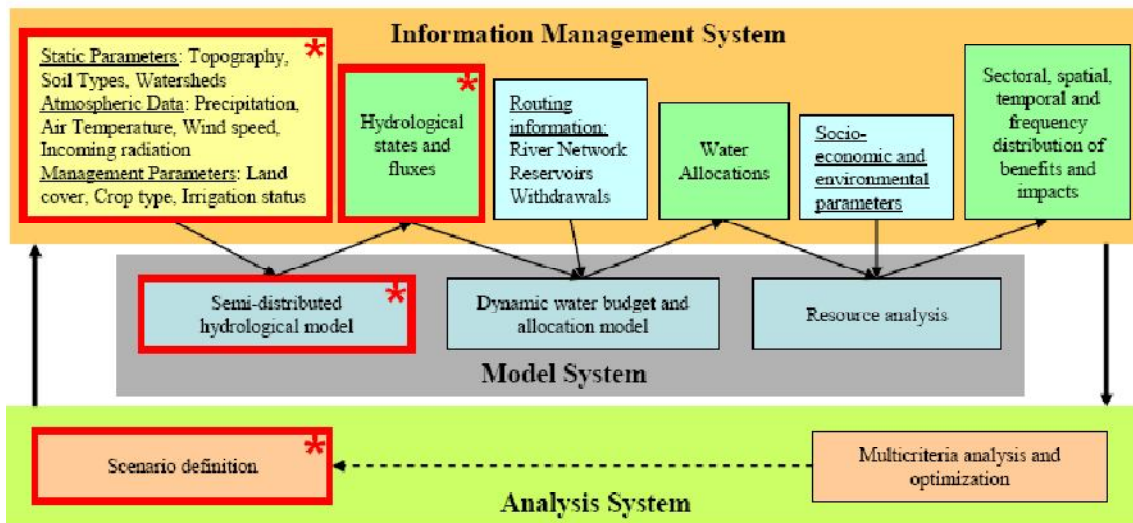 Information Management System
Static Parameters: Topography,
Soil Types, Watersheds
Atmospheric Data: Precipitation,
Air Temperature, Wind speed,
Incoming radiation
Management Parameters: Land
cover, Crop type, Irrigation status
*
Hydrological
states and
fluxes
*
Routing
information:
River Network
Reservoirs
Withdrawals
Water
Allocations
Socio-
economic and
environmental
parameters
Sectoral, spatial,
temporal and
frequency
distribution of
benefits and
impacts
Semi-distributed
hydrological model
*
Dynamic water budget and
allocation model
Resource analysis
Model System
Scenario definition
*
Multicriteria analysis and
optimization
Analysis System